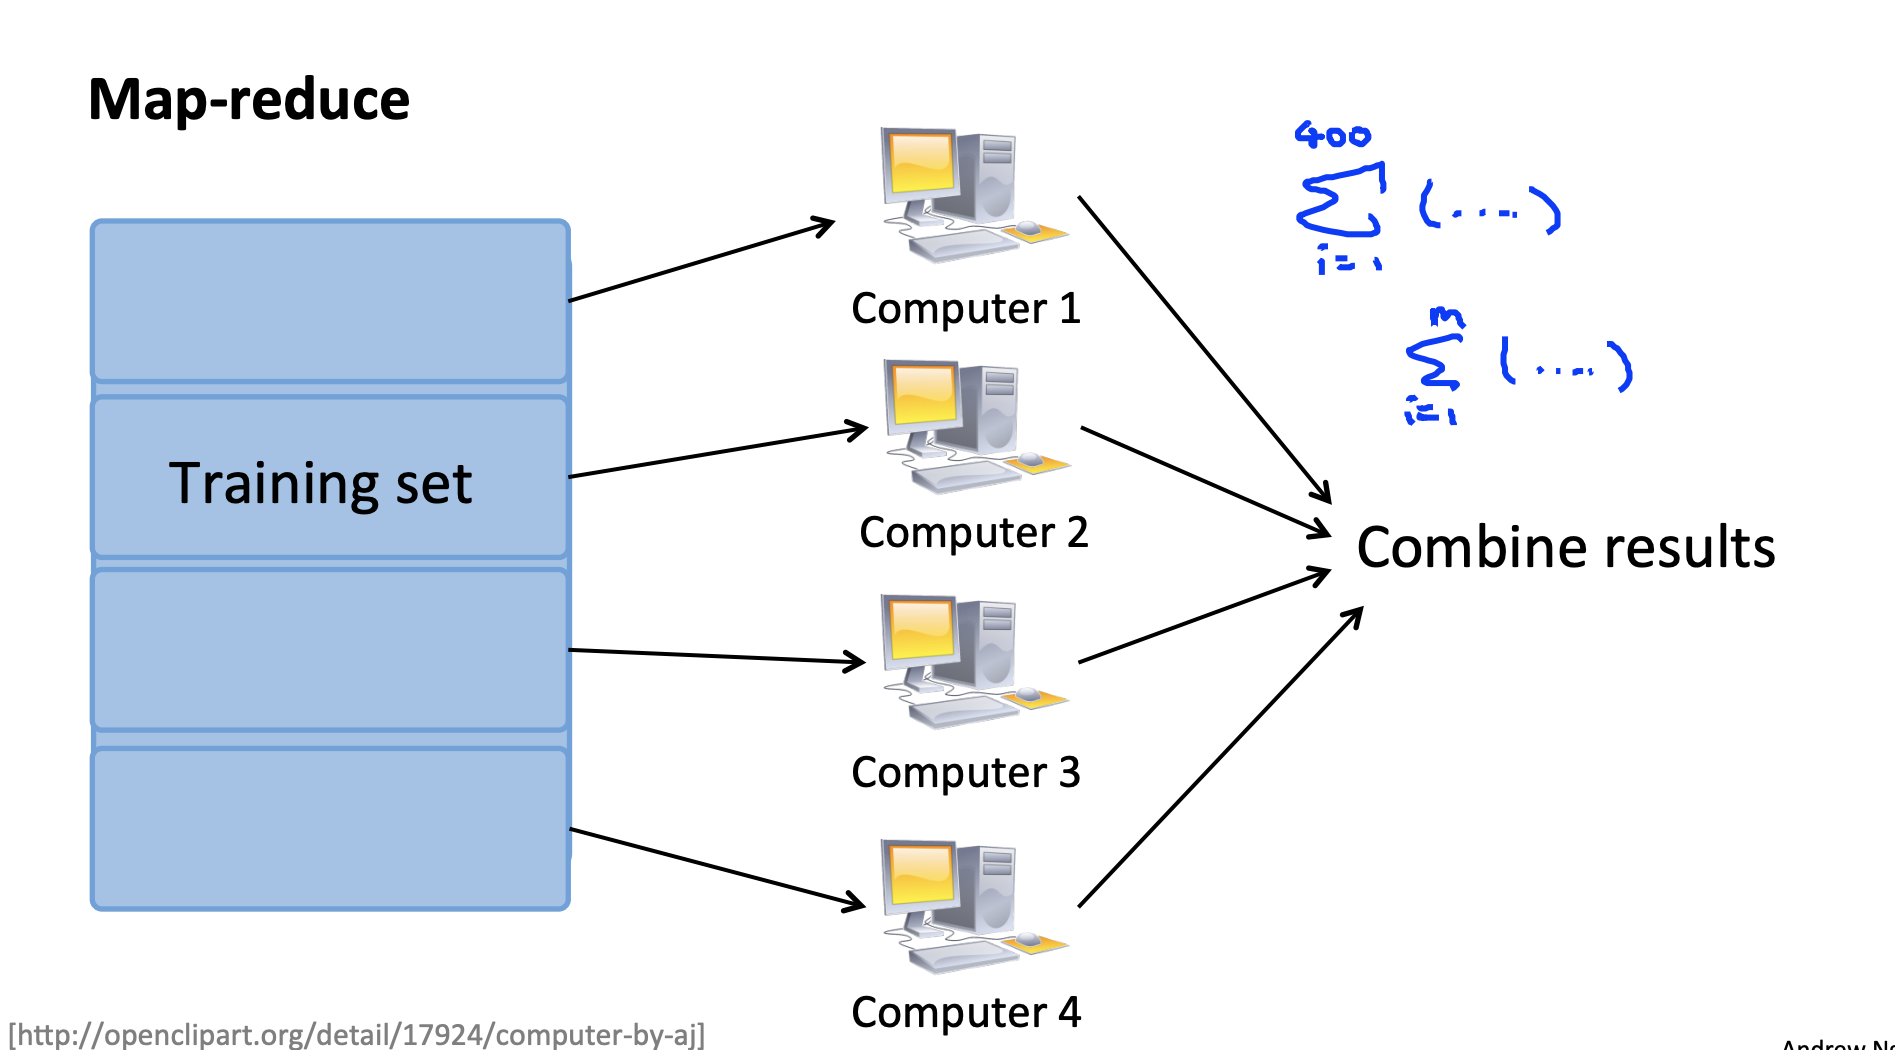 Map-reduce
Training set
Computer 1
Computer 2
Computer 3
Computer 4
400
∑ (....)
i=1
m
∑ (.....)
i=1
Combine results
[http://openclipart.org/detail/17924/computer-by-aj]
Andrew